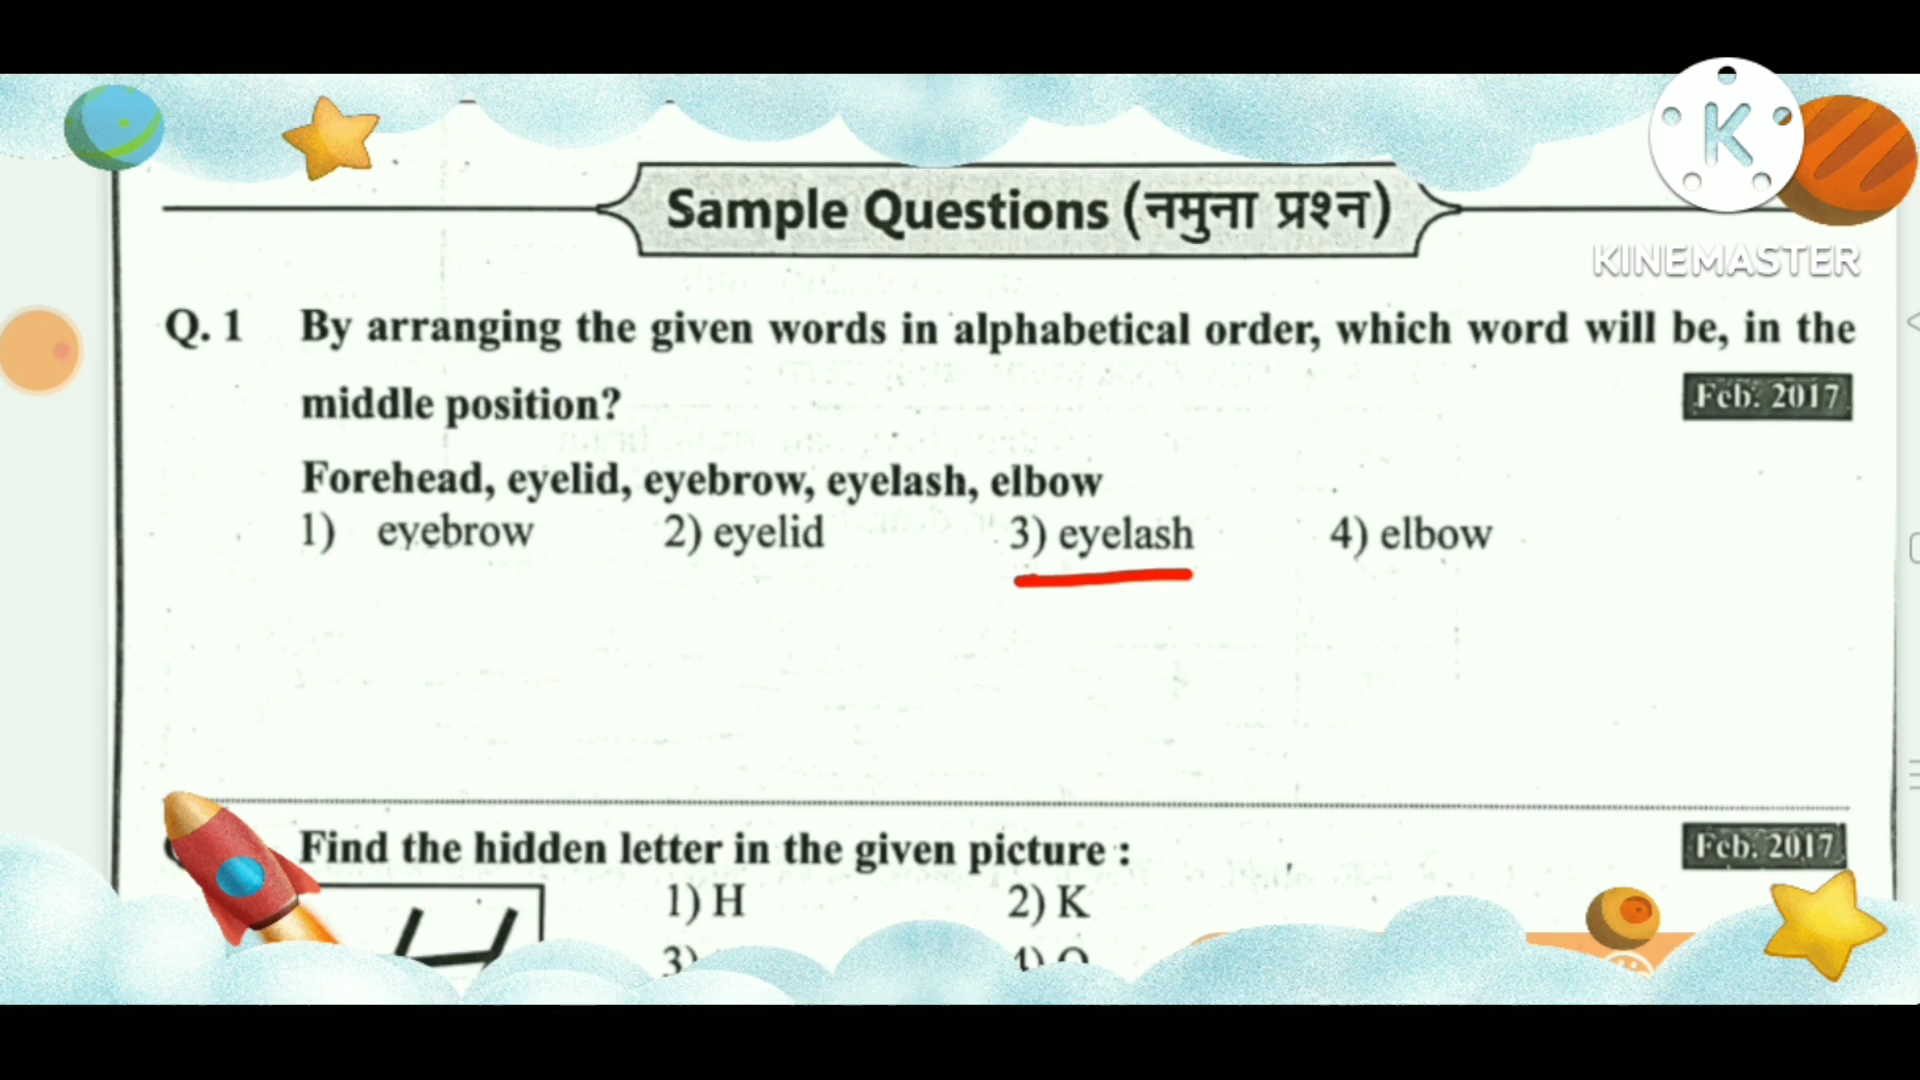 K
KINEMASTER
Sample Questions (नमुना प्रश्न)
Q. 1 By arranging the given words in alphabetical order, which word will be, in the
middle position? Feb. 2017
Forehead, eyelid, eyebrow, eyelash, elbow
1) eyebrow 2) eyelid 3) eyelash 4) elbow
Find the hidden letter in the given picture : Feb. 2017
1) H 2) K
3)